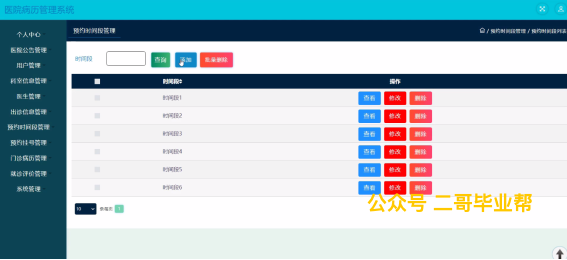 医院病历管理系统
预约时间段管理
/ 预约时间段管理 / 预约时间段列表
个人中心
医院公告管理
用户管理
科室信息管理
医生管理
出诊信息管理
预约时间段管理
预约挂号管理
门诊病历管理
就诊评价管理
系统管理
时间段
查询
添加
批量删除
时间段
操作
时间段1
查看
修改
删除
时间段2
查看
修改
删除
时间段3
查看
修改
删除
时间段4
查看
修改
删除
时间段5
查看
修改
删除
时间段6
查看
修改
删除
10
1
公众号 二哥毕业帮